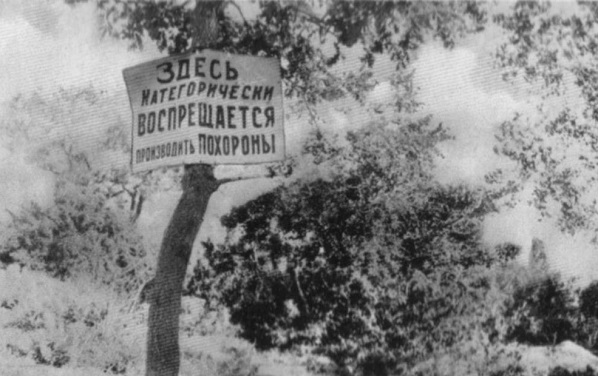 ЗДЕСЬ
КАТЕГОРИЧЕСКИ
ВОСПРЕЩАЕТСЯ
ПРОИЗВОДИТЬ ПОХОРОНЫ